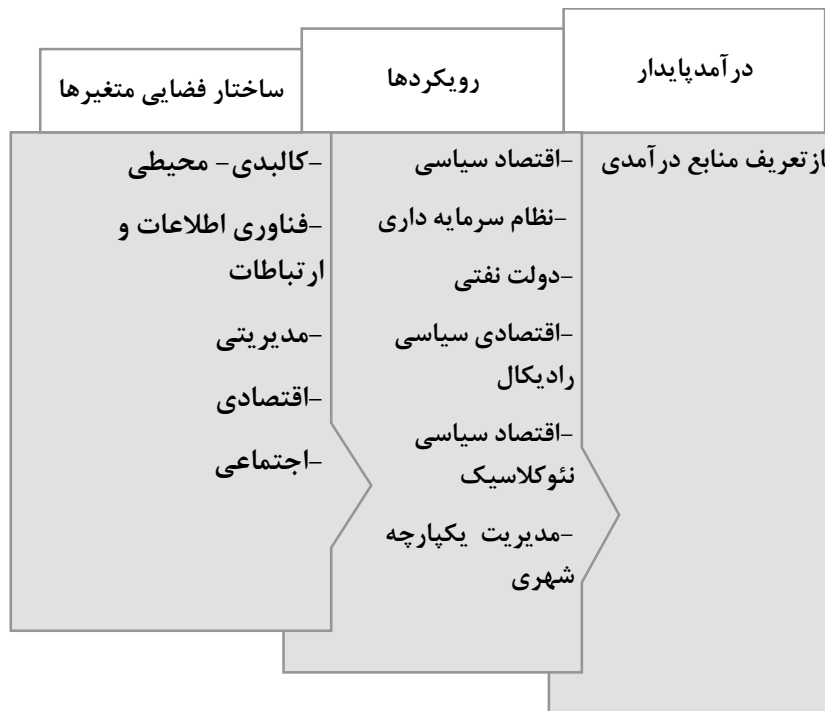 درآمدپایدار
رویکردها
ساختار فضایی متغیرها
ازتعریف منابع درآمدی
-اقتصاد سیاسی
-نظام سرمایه داری
-دولت نفتی
-اقتصادی سیاسی
رادیکال
-اقتصاد سیاسی
نئوکلاسیک
-مدیریت یکپارچه
شهری
-کالبدی- محیطی
-فناوری اطلاعات و
ارتباطات
-مدیریتی
-اقتصادی
-اجتماعی